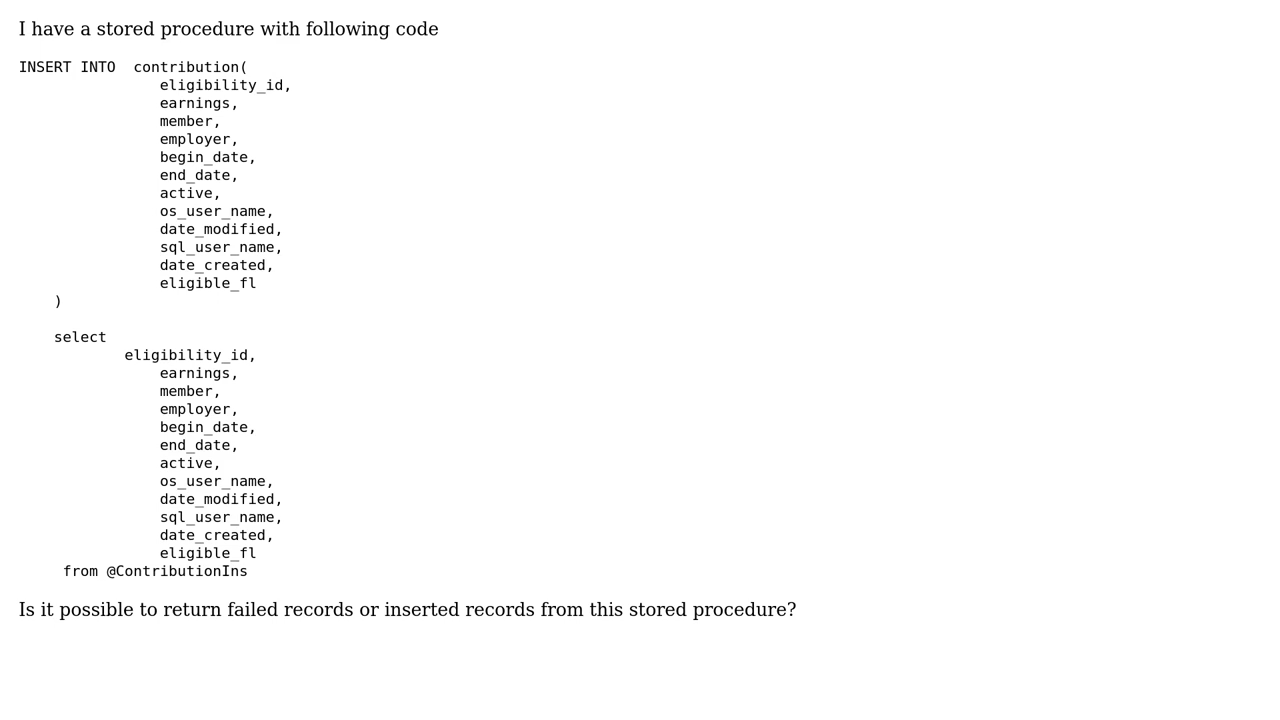 I have a stored procedure with following code
INSERT INTO  contribution(
                eligibility_id,
                earnings,
                member,
                employer,
                begin_date,
                end_date,
                active,
                os_user_name,
                date_modified,
                sql_user_name,
                date_created,
                eligible_fl
    )
    select
            eligibility_id,
                earnings,
                member,
                employer,
                begin_date,
                end_date,
                active,
                os_user_name,
                date_modified,
                sql_user_name,
                date_created,
                eligible_fl
     from @ContributionIns
Is it possible to return failed records or inserted records from this stored procedure?